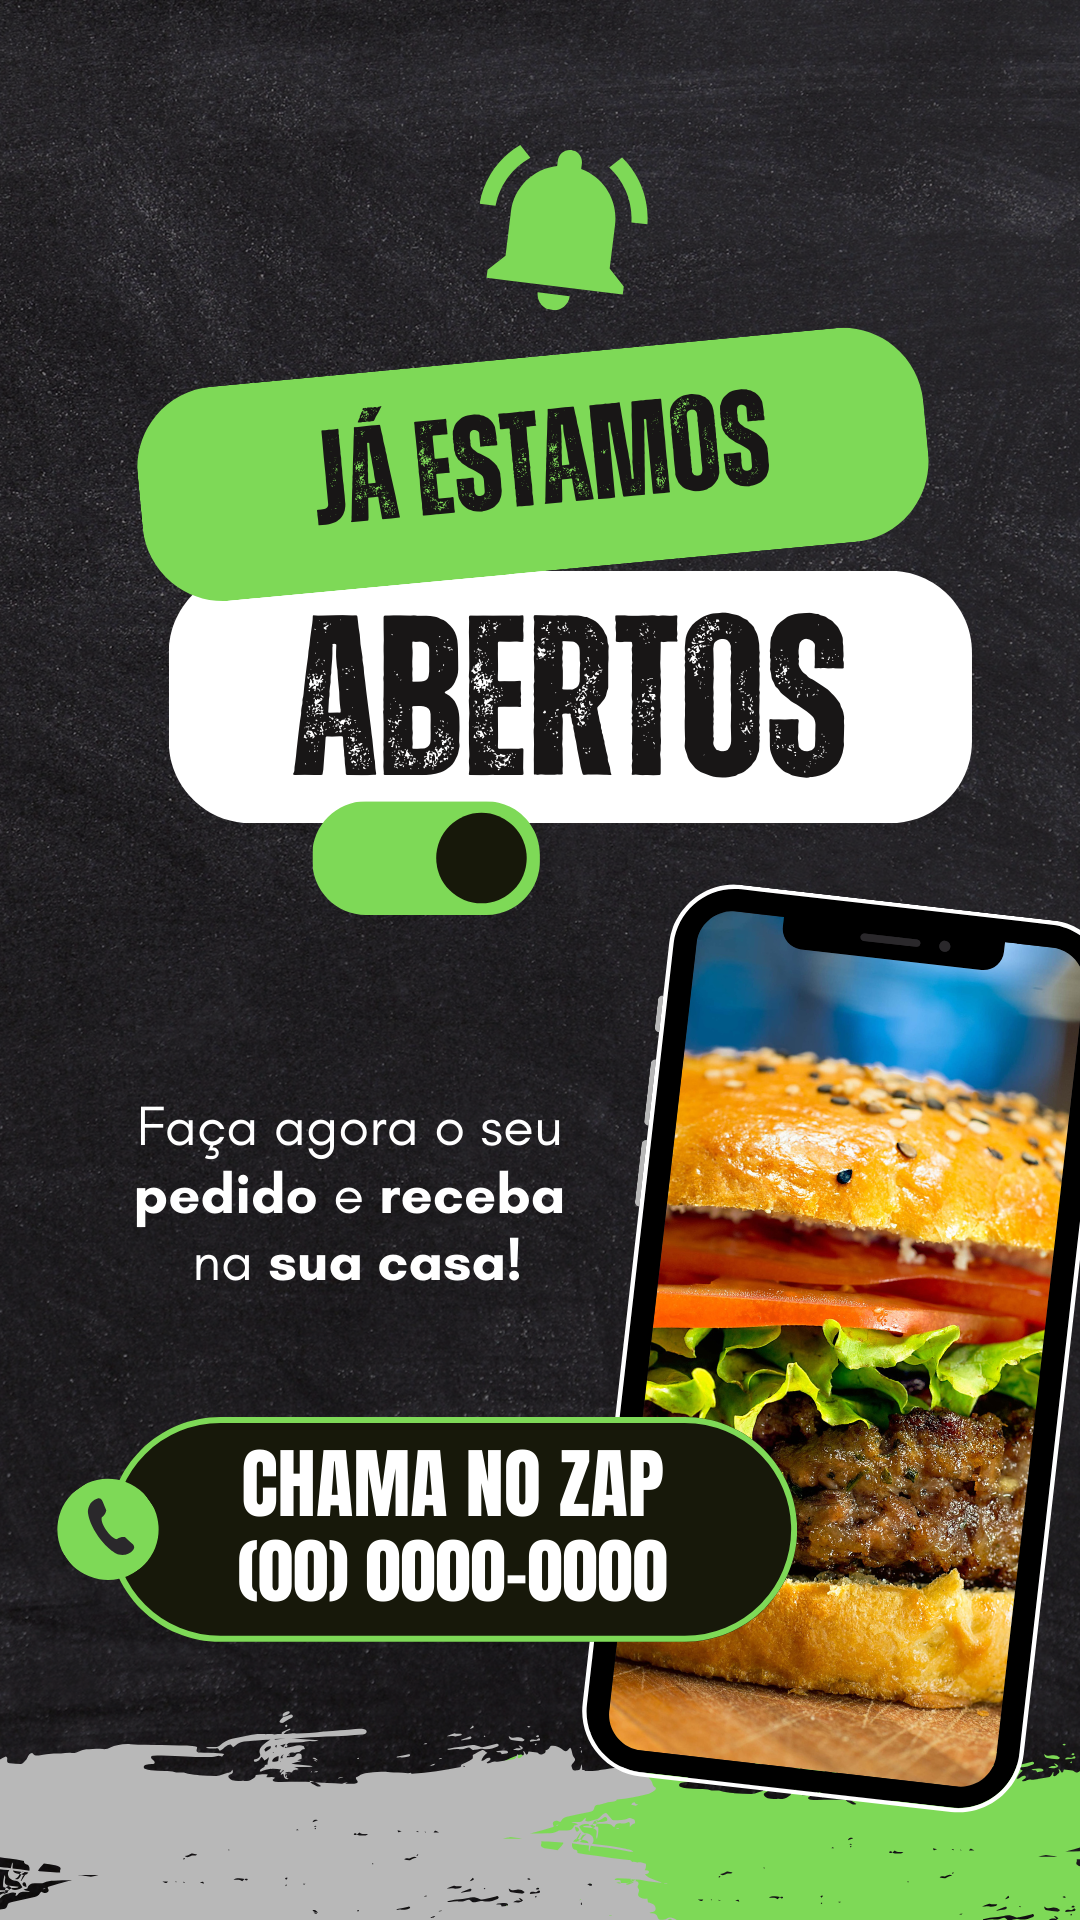 JÁ ESTAMOS
ABERTOS
Faça agora o seu
pedido e receba
na sua casa!
CHAMA NO ZAP
(00) 0000-0000